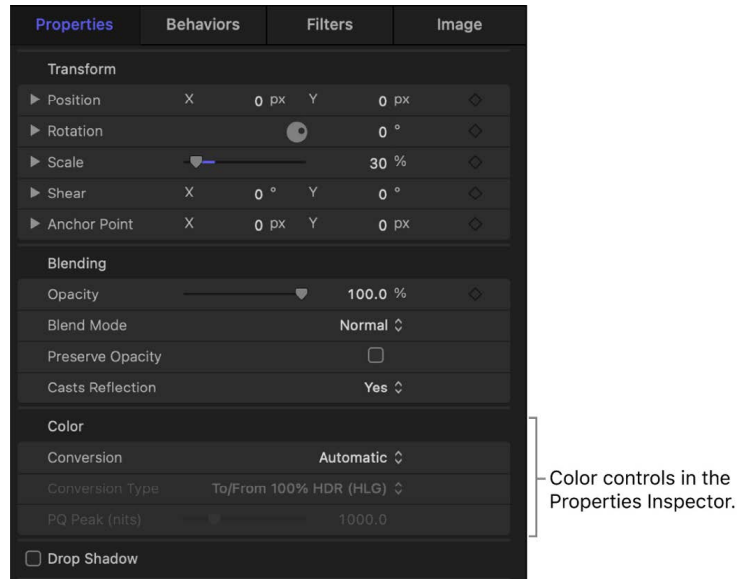 Properties Behaviors Filters Image
Transform
Position X 0 px Y 0 px
Rotation 0 °
Scale 30 %
Shear X 0 ° Y 0 °
Anchor Point X 0 px Y 0 px
Blending
Opacity 100.0 %
Blend Mode Normal
Preserve Opacity
Casts Reflection Yes
Color
Conversion Automatic
Conversion Type To/From 100% HDR (HLG)
PQ Peak (nits) 1000.0
Drop Shadow
Color controls in the
Properties Inspector.